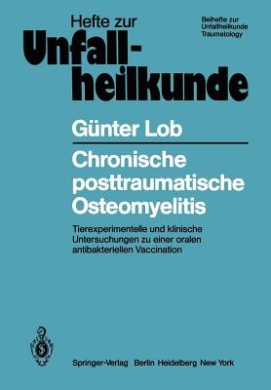 Hefte zur
Beihefte zur
Unfallheilkunde
Traumatology
Unfall-
heilkunde
Günter Lob
Chronische
posttraumatische
Osteomyelitis
Tierexperimentelle und klinische
Untersuchungen zu einer oralen
antibakteriellen Vaccination
Springer-Verlag Berlin Heidelberg New York